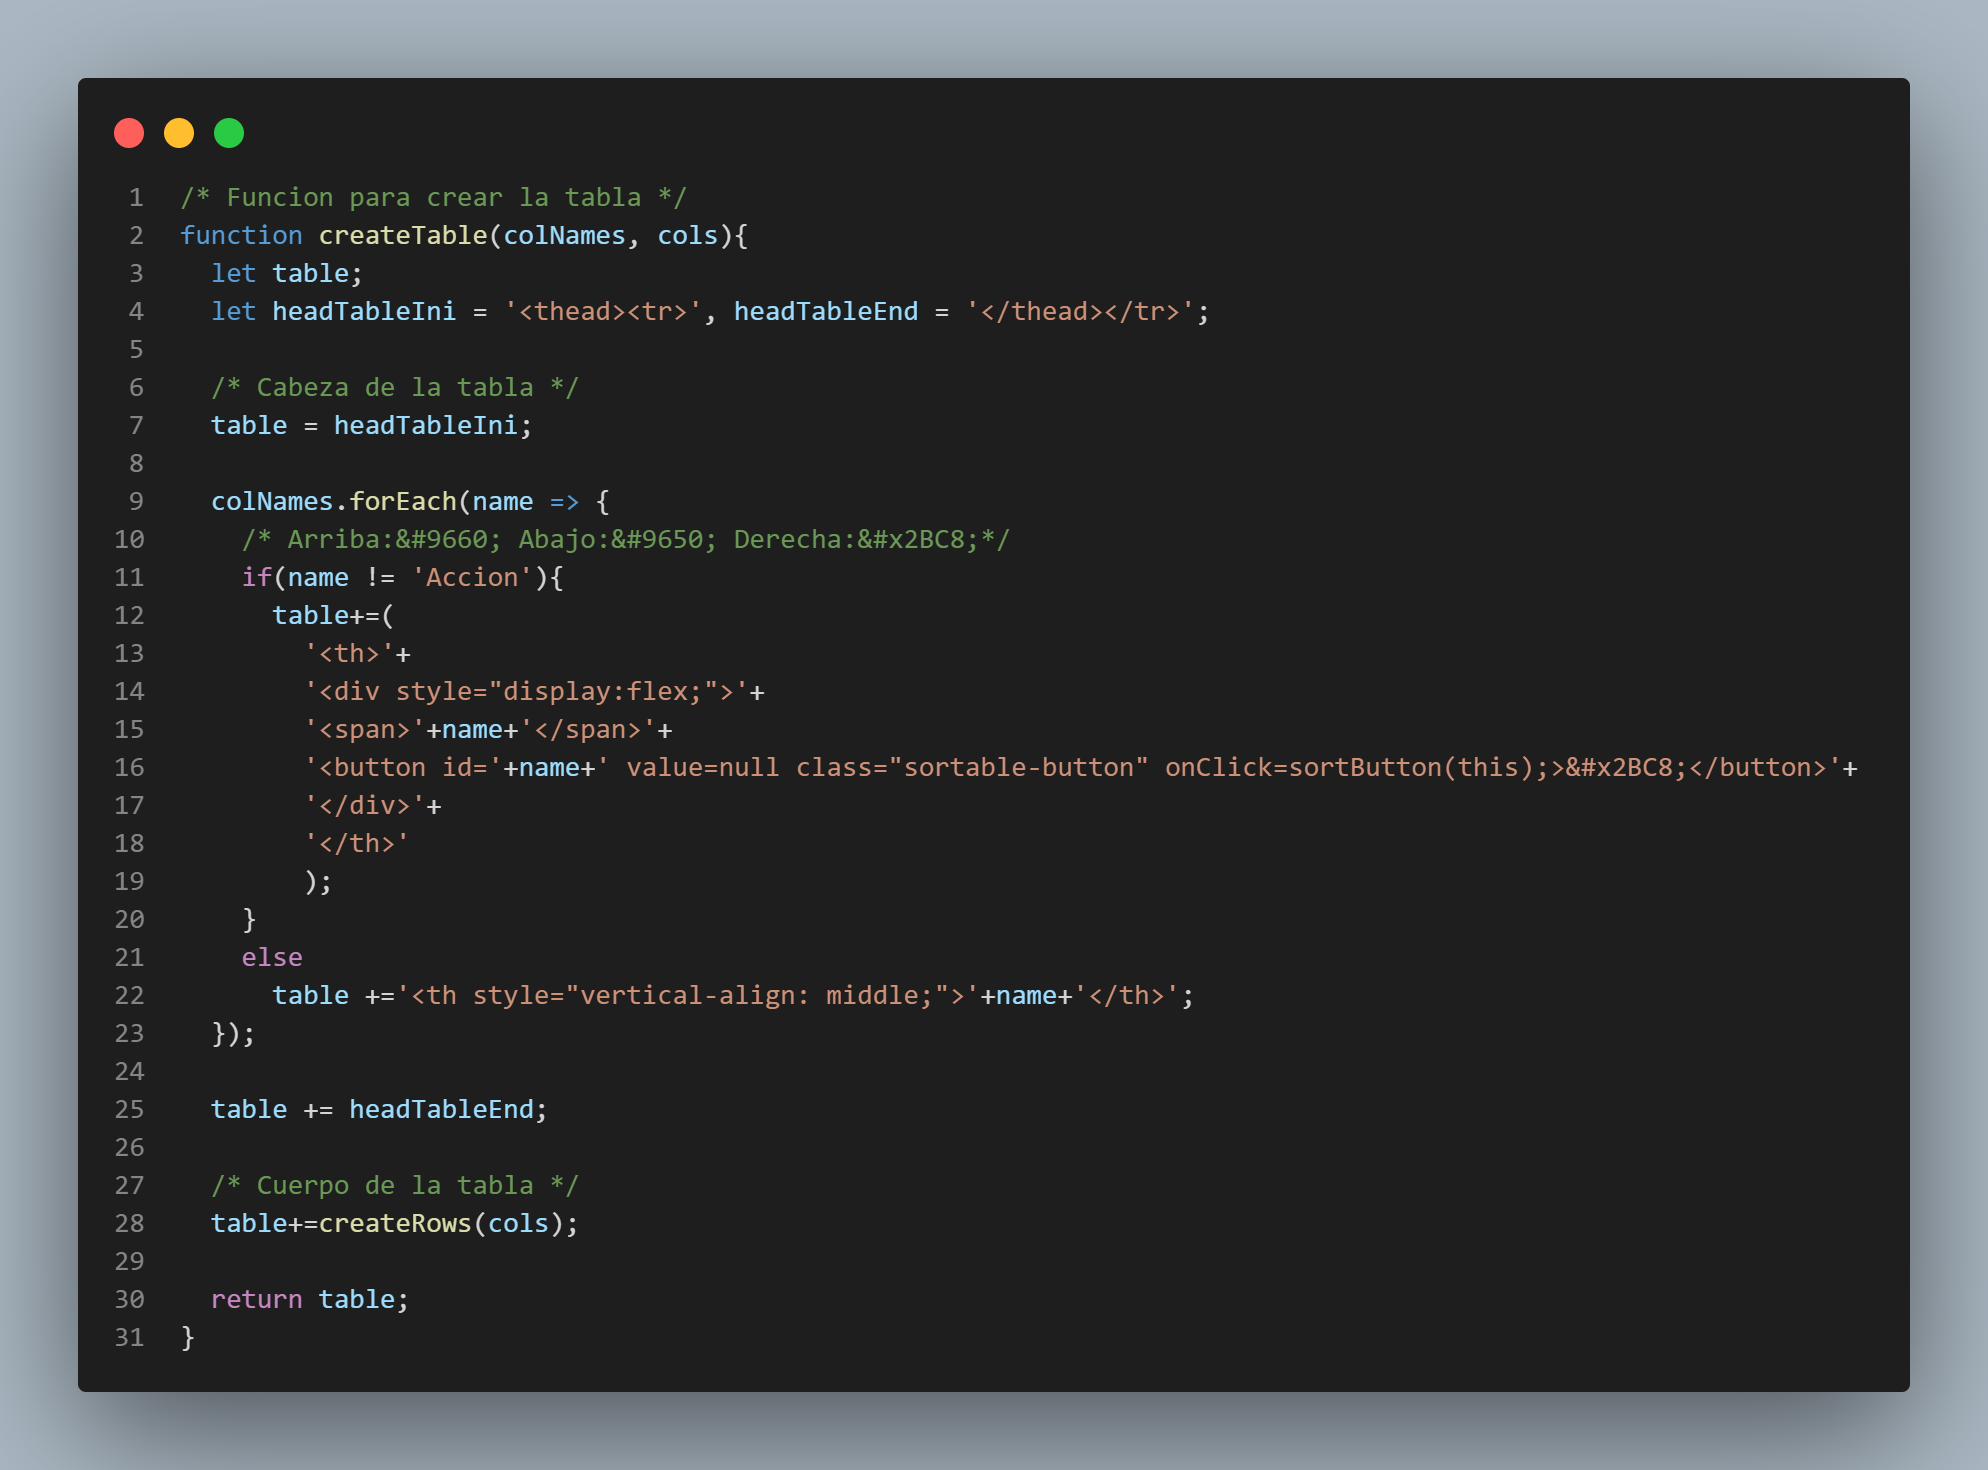 1 /* Funcion para crear la tabla */
2 function createTable(colNames, cols){
3   let table;
4   let headTableIni = '<thead><tr>', headTableEnd = '</thead></tr>';
5
6   /* Cabeza de la tabla */
7   table = headTableIni;
8
9   colNames.forEach(name => {
10     /* Arriba:&#9660; Abajo:&#9650; Derecha:&#x2BC8;*/
11     if(name != 'Accion'){
12       table+=(
13         '<th>'+
14         '<div style="display:flex;">'+
15         '<span>'+name+'</span>'+
16         '<button id='+name+' value=null class="sortable-button" onClick=sortButton(this);>&#x2BC8;</button>'+
17         '</div>'+
18         '</th>'
19         );
20     }
21     else
22       table +='<th style="vertical-align: middle;">'+name+'</th>';
23   });
24
25   table += headTableEnd;
26
27   /* Cuerpo de la tabla */
28   table+=createRows(cols);
29
30   return table;
31 }